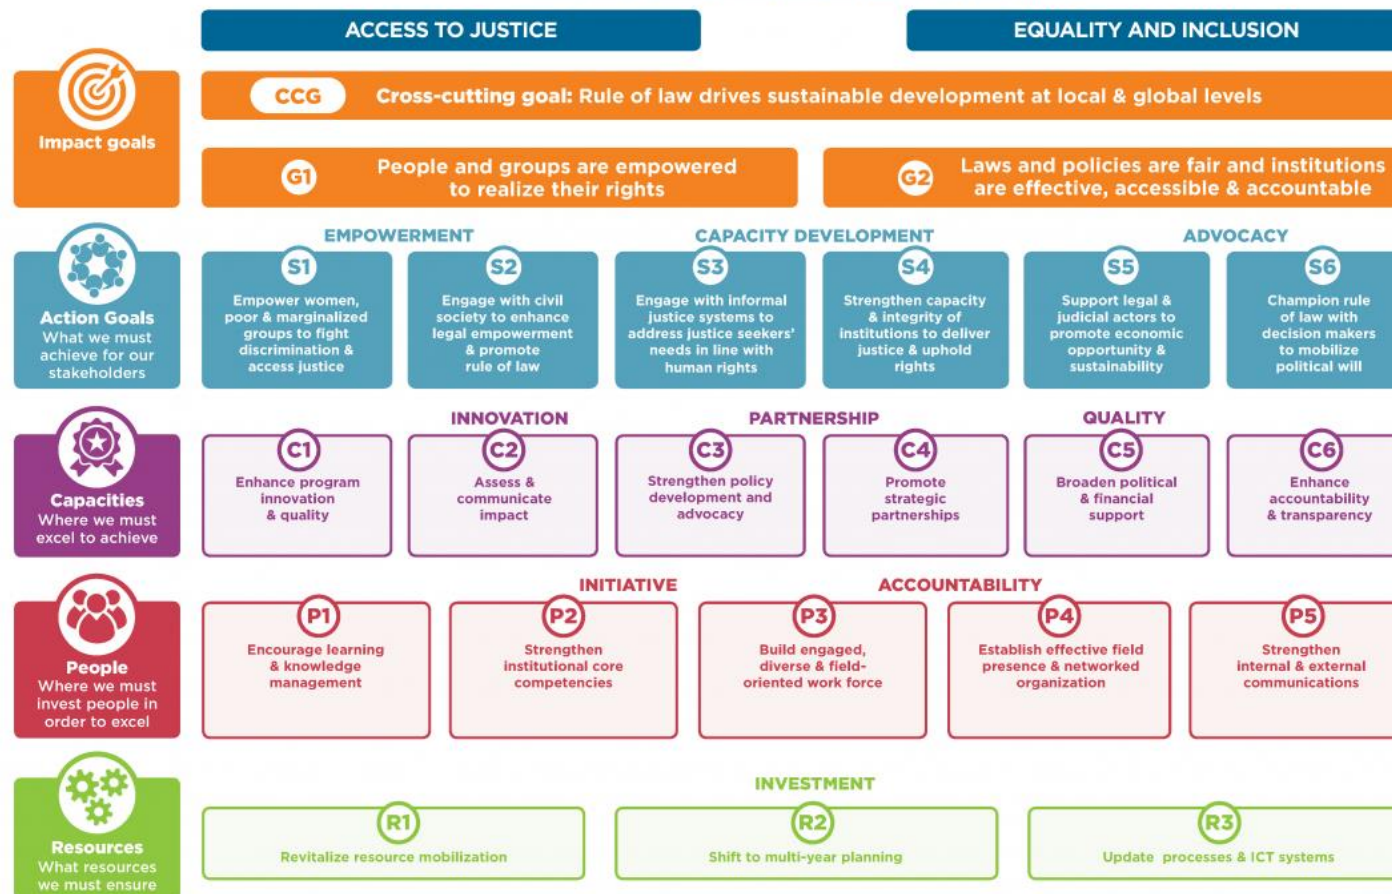 ACCESS TO JUSTICE
EQUALITY AND INCLUSION
Impact goals
CCG
Cross-cutting goal: Rule of law drives sustainable development at local & global levels
G1
People and groups are empowered
to realize their rights
G2
Laws and policies are fair and institutions
are effective, accessible & accountable
Action Goals
What we must
achieve for our
stakeholders
EMPOWERMENT
CAPACITY DEVELOPMENT
ADVOCACY
S1
Empower women,
poor & marginalized
groups to fight
discrimination &
access justice
S2
Engage with civil
society to enhance
legal empowerment
& promote
rule of law
S3
Engage with informal
justice systems to
address justice seekers'
needs in line with
human rights
S4
Strengthen capacity
& integrity of
institutions to deliver
justice & uphold
rights
S5
Support legal &
judicial actors to
promote economic
opportunity &
sustainability
S6
Champion rule
of law with
decision makers
to mobilize
political will
Capacities
Where we must
excel to achieve
INNOVATION
PARTNERSHIP
QUALITY
C1
Enhance program
innovation
& quality
C2
Assess &
communicate
impact
C3
Strengthen policy
development and
advocacy
C4
Promote
strategic
partnerships
C5
Broaden political
& financial
support
C6
Enhance
accountability
& transparency
People
Where we must
invest people in
order to excel
INITIATIVE
ACCOUNTABILITY
P1
Encourage learning
& knowledge
management
P2
Strengthen
institutional core
competencies
P3
Build engaged,
diverse & field-
oriented work force
P4
Establish effective field
presence & networked
organization
P5
Strengthen
internal & external
communications
Resources
What resources
we must ensure
INVESTMENT
R1
Revitalize resource mobilization
R2
Shift to multi-year planning
R3
Update processes & ICT systems